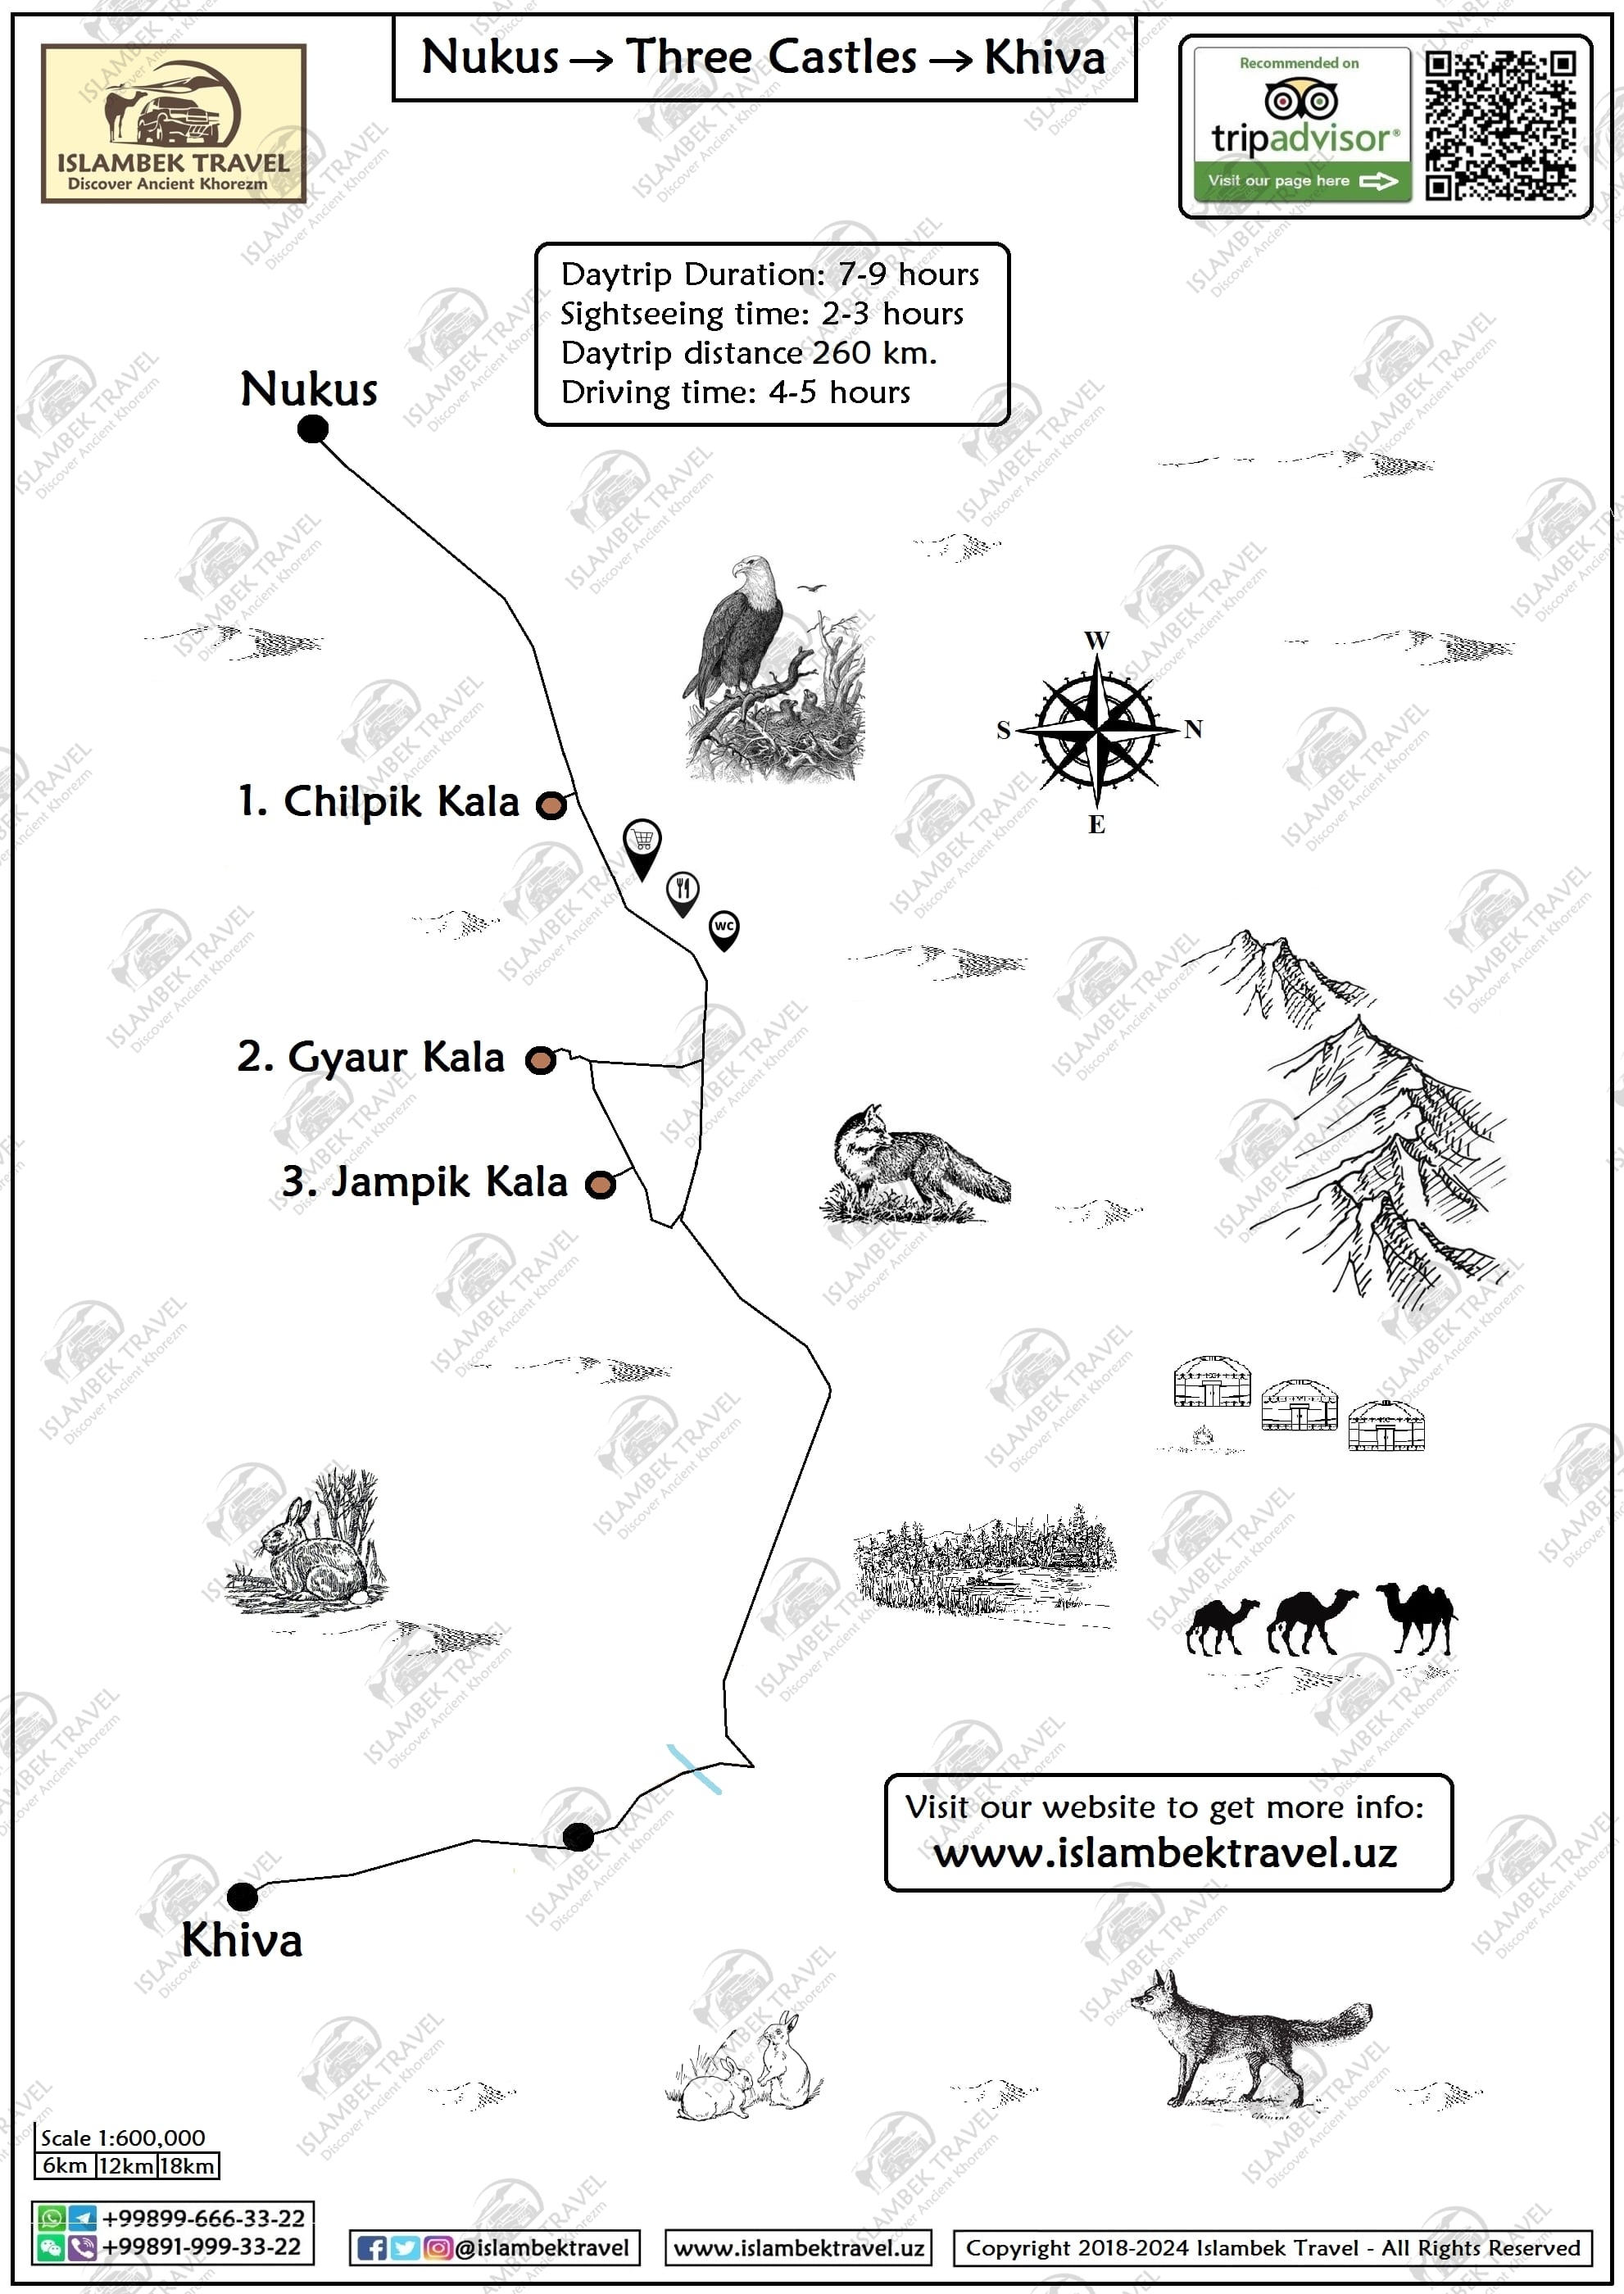 Nukus → Three Castles → Khiva
ISLAMBEK TRAVEL
Discover Ancient Khorezm
Recommended on
tripadvisor®
Visit our page here
Daytrip Duration: 7-9 hours
Sightseeing time: 2-3 hours
Daytrip distance 260 km.
Driving time: 4-5 hours
Nukus
W
S
N
E
1. Chilpik Kala
WC
2. Gyaur Kala
3. Jampik Kala
Visit our website to get more info:
www.islambektravel.uz
Khiva
Scale 1:600,000
6km 12km 18km
+99899-666-33-22
+99891-999-33-22
@islambektravel
www.islambektravel.uz
Copyright 2018-2024 Islambek Travel - All Rights Reserved